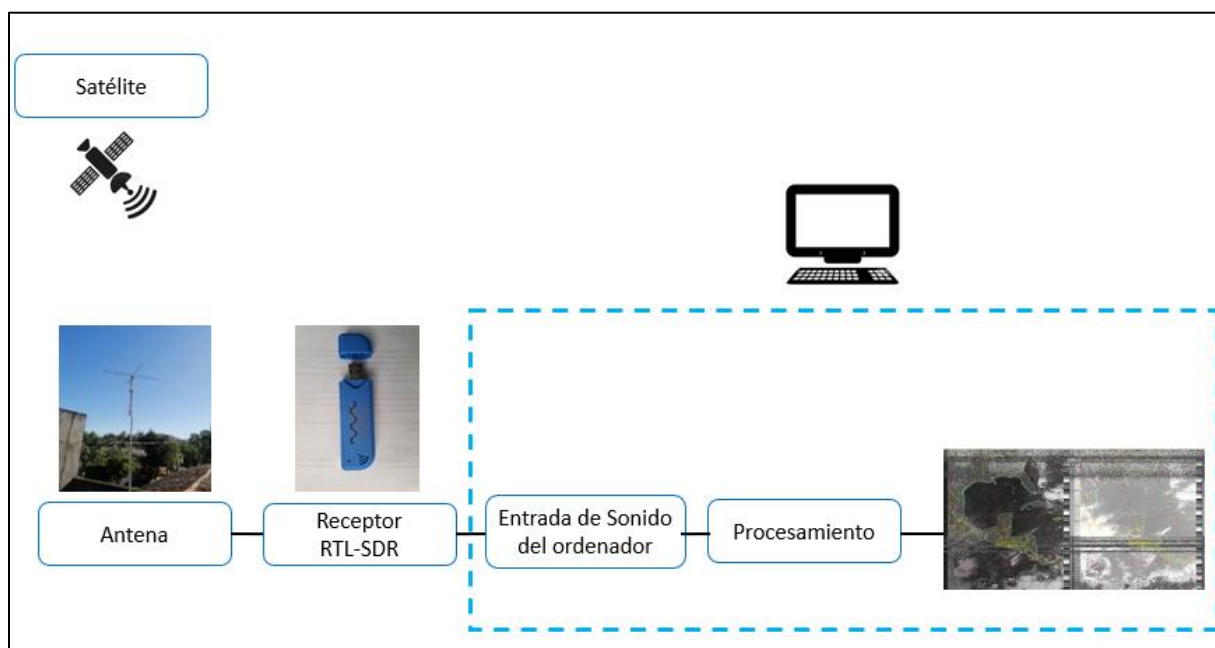 Satélite
Antena
Receptor
RTL-SDR
Entrada de Sonido
del ordenador
Procesamiento